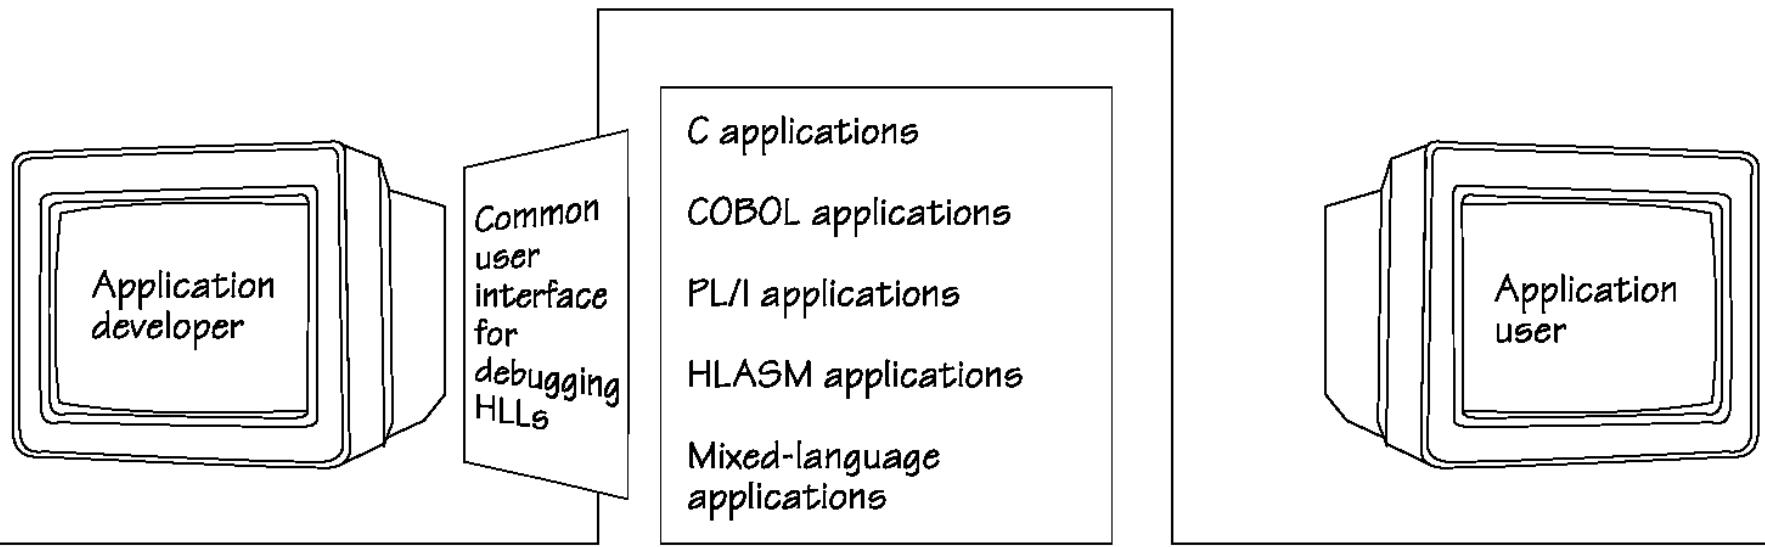 Application
developer
Common
user
interface
for
debugging
HLLs
C applications
COBOL applications
PL/I applications
HLASM applications
Mixed-language
applications
Application
user